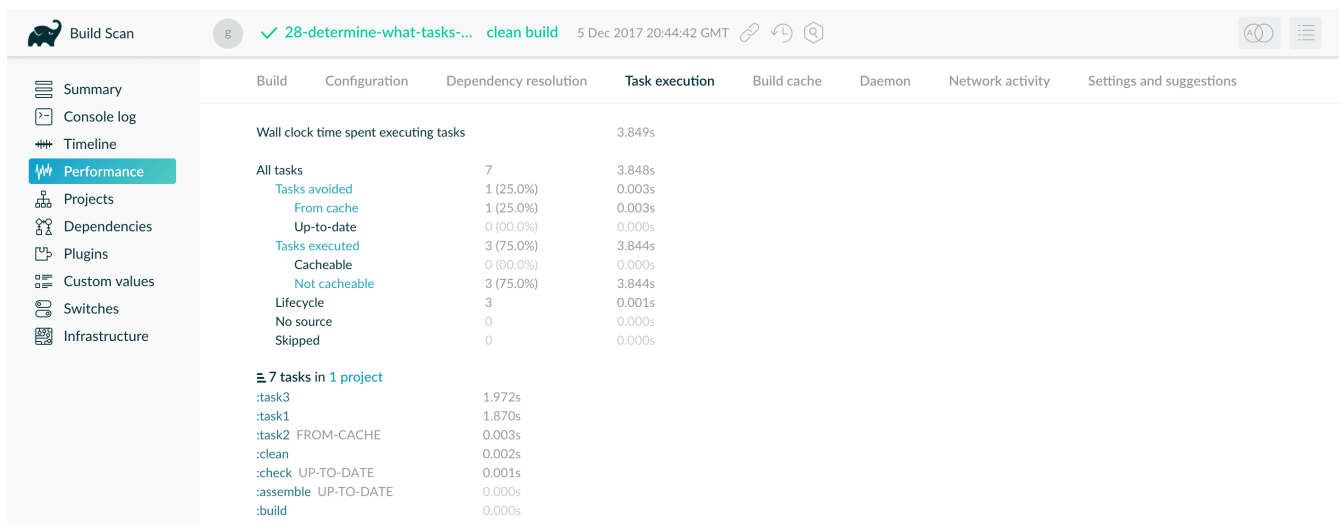 Build Scan
g
28-determine-what-tasks-... clean build 5 Dec 2017 20:44:42 GMT
A
Summary
Console log
Timeline
Performance
Projects
Dependencies
Plugins
Custom values
Switches
Infrastructure
Build Configuration Dependency resolution Task execution Build cache Daemon Network activity Settings and suggestions
Wall clock time spent executing tasks 3.849s
All tasks 7 3.848s
Tasks avoided 1 (25.0%) 0.003s
From cache 1 (25.0%) 0.003s
Up-to-date 0 (00.0%) 0.000s
Tasks executed 3 (75.0%) 3.844s
Cacheable 0 (00.0%) 0.000s
Not cacheable 3 (75.0%) 3.844s
Lifecycle 3 0.001s
No source 0 0.000s
Skipped 0 0.000s
7 tasks in 1 project
:task3 1.972s
:task1 1.870s
:task2 FROM-CACHE 0.003s
:clean 0.002s
:check UP-TO-DATE 0.001s
:assemble UP-TO-DATE 0.000s
:build 0.000s